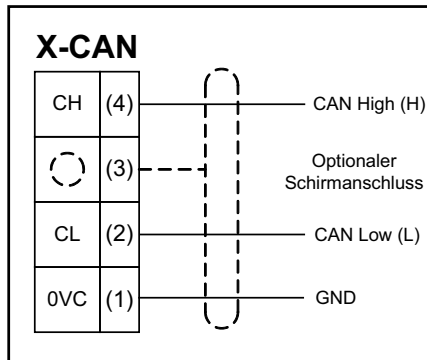 X-CAN
CH (4) CAN High (H)
(3) Optionaler
Schirmanschluss
CL (2) CAN Low (L)
0VC (1) GND